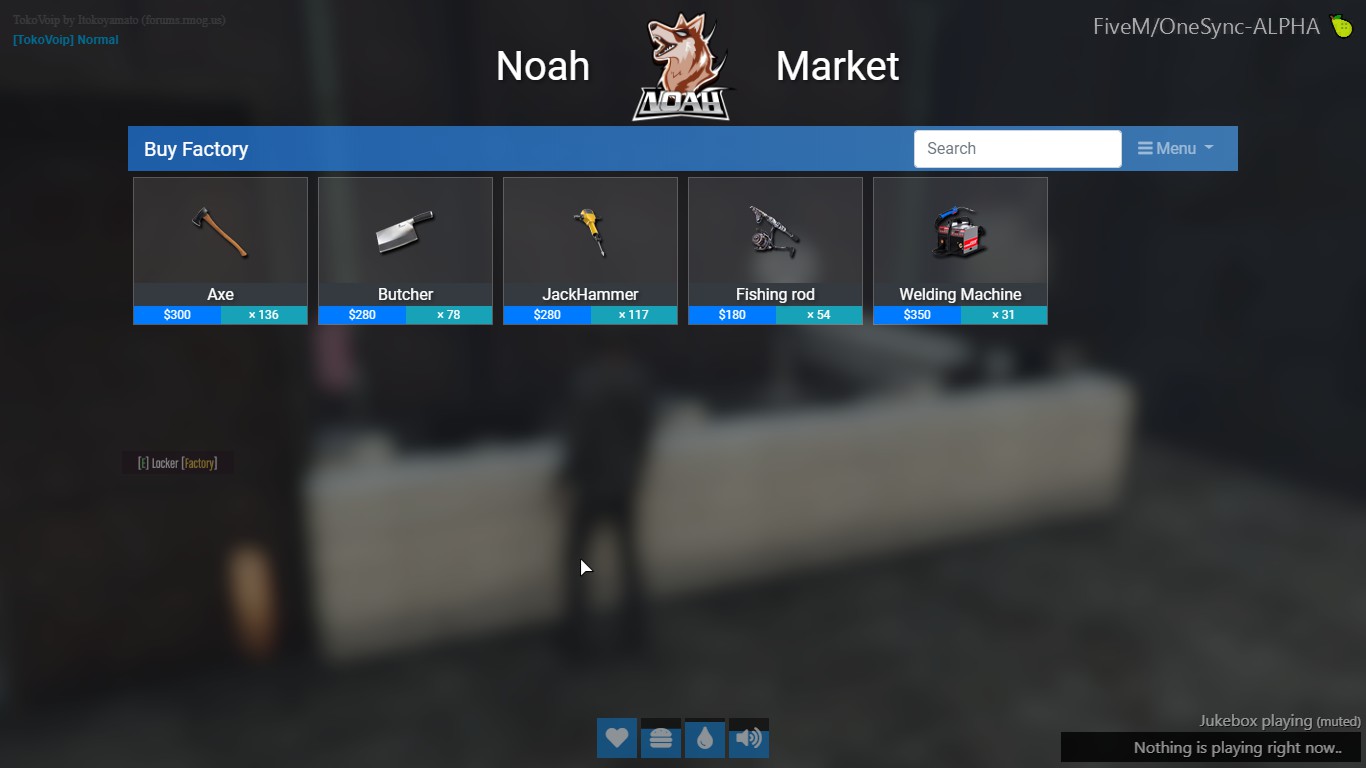 TokoVoip by Itokoyamato (forums.rmog.us)
[TokoVoip] Normal
FiveM/OneSync-ALPHA
Noah
NOAH
Market
Buy Factory
Search
Menu
Axe
$300
× 136
Butcher
$280
× 78
JackHammer
$280
× 117
Fishing rod
$180
× 54
Welding Machine
$350
× 31
[E] Locker [Factory]
Jukebox playing (muted)
Nothing is playing right now..